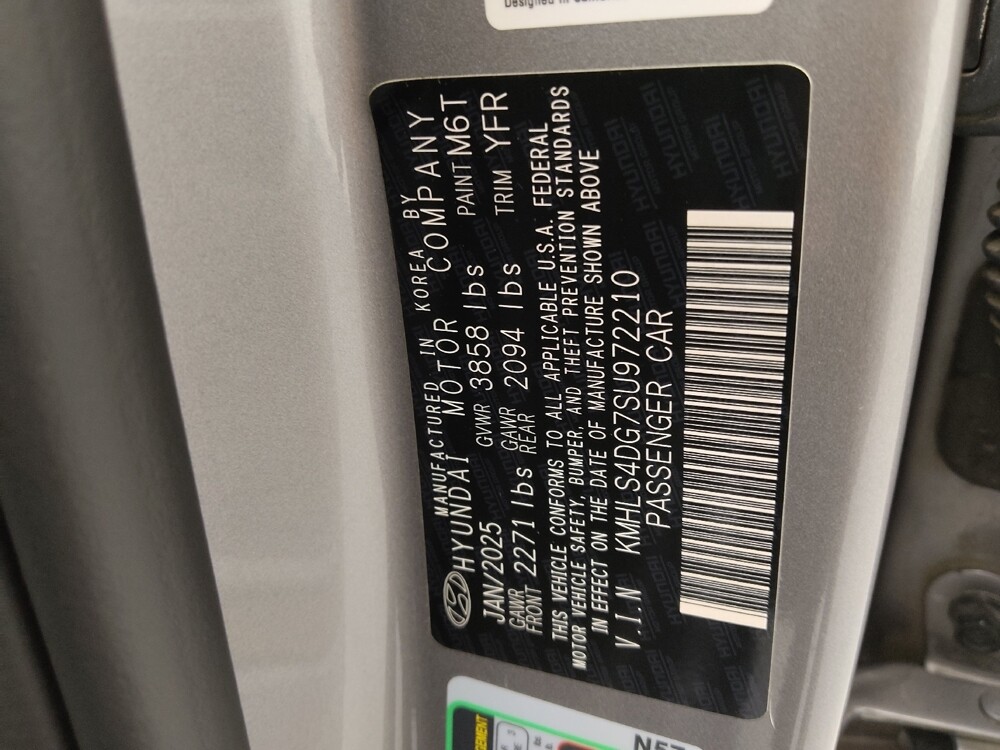 Designed in
MANUFACTURED IN KOREA BY
HYUNDAI MOTOR COMPANY
JAN/2025 GVWR 3858 lbs PAINT M6T
GAWR FRONT 2271 lbs GAWR REAR 2094 lbs TRIM YFR
THIS VEHICLE CONFORMS TO ALL APPLICABLE U.S.A. FEDERAL
MOTOR VEHICLE SAFETY, BUMPER, AND THEFT PREVENTION STANDARDS
IN EFFECT ON THE DATE OF MANUFACTURE SHOWN ABOVE
V.I.N KMHLS4DG7SU972210
PASSENGER CAR